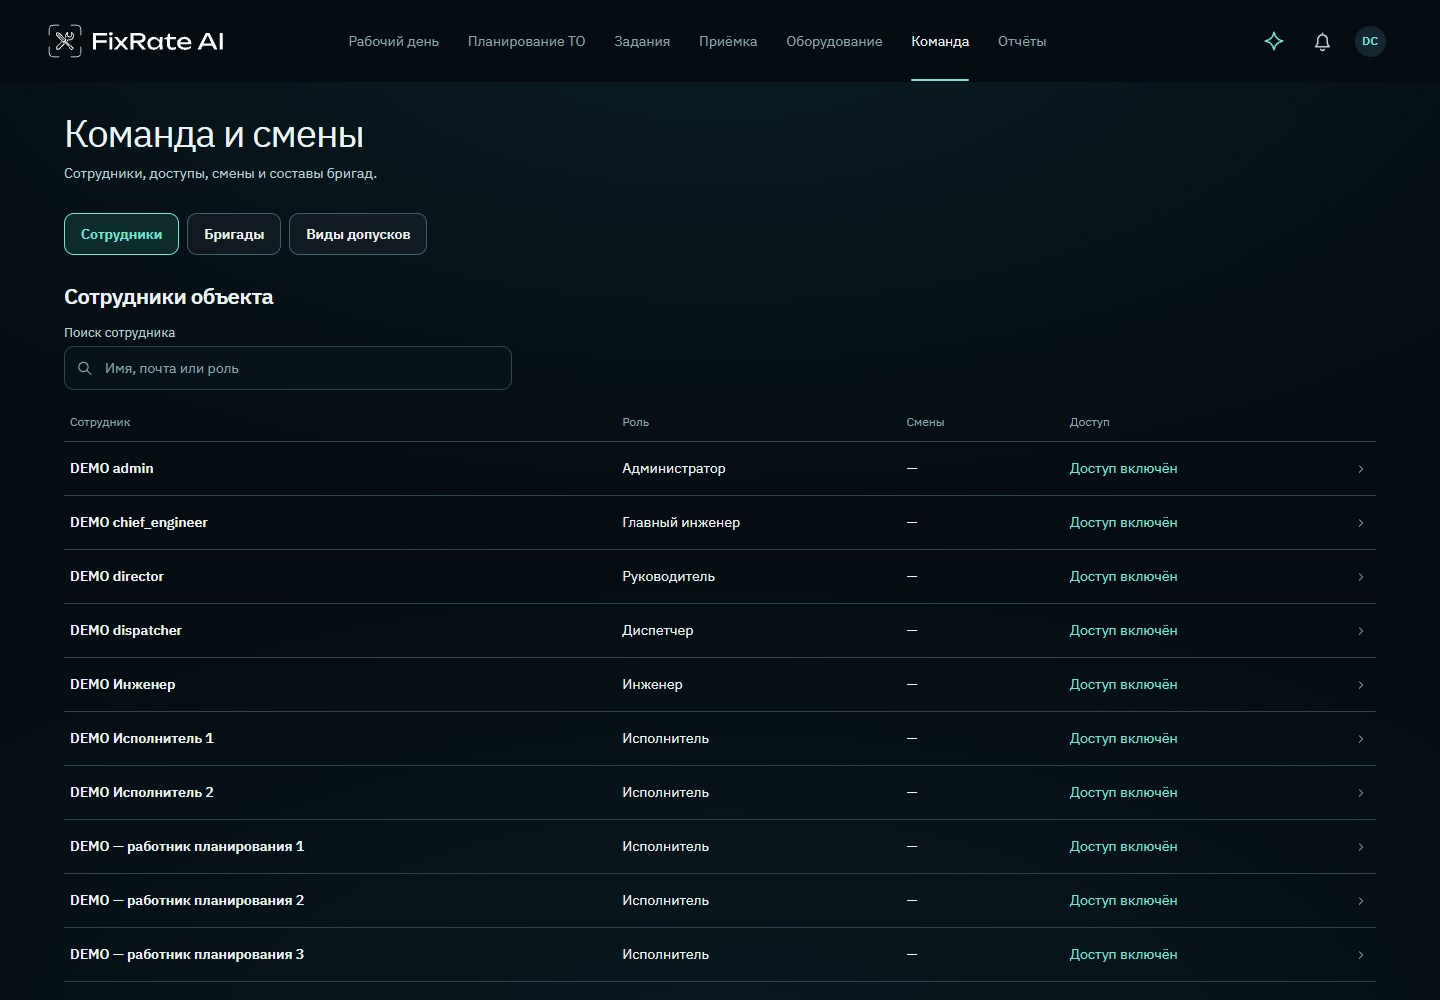 FixRate AI
Рабочий день Планирование ТО Задания Приёмка Оборудование Команда Отчёты
DC
Команда и смены
Сотрудники, доступы, смены и составы бригад.
Сотрудники Бригады Виды допусков
Сотрудники объекта
Поиск сотрудника
Имя, почта или роль
Сотрудник Роль Смены Доступ
DEMO admin Администратор — Доступ включён
DEMO chief_engineer Главный инженер — Доступ включён
DEMO director Руководитель — Доступ включён
DEMO dispatcher Диспетчер — Доступ включён
DEMO Инженер Инженер — Доступ включён
DEMO Исполнитель 1 Исполнитель — Доступ включён
DEMO Исполнитель 2 Исполнитель — Доступ включён
DEMO — работник планирования 1 Исполнитель — Доступ включён
DEMO — работник планирования 2 Исполнитель — Доступ включён
DEMO — работник планирования 3 Исполнитель — Доступ включён